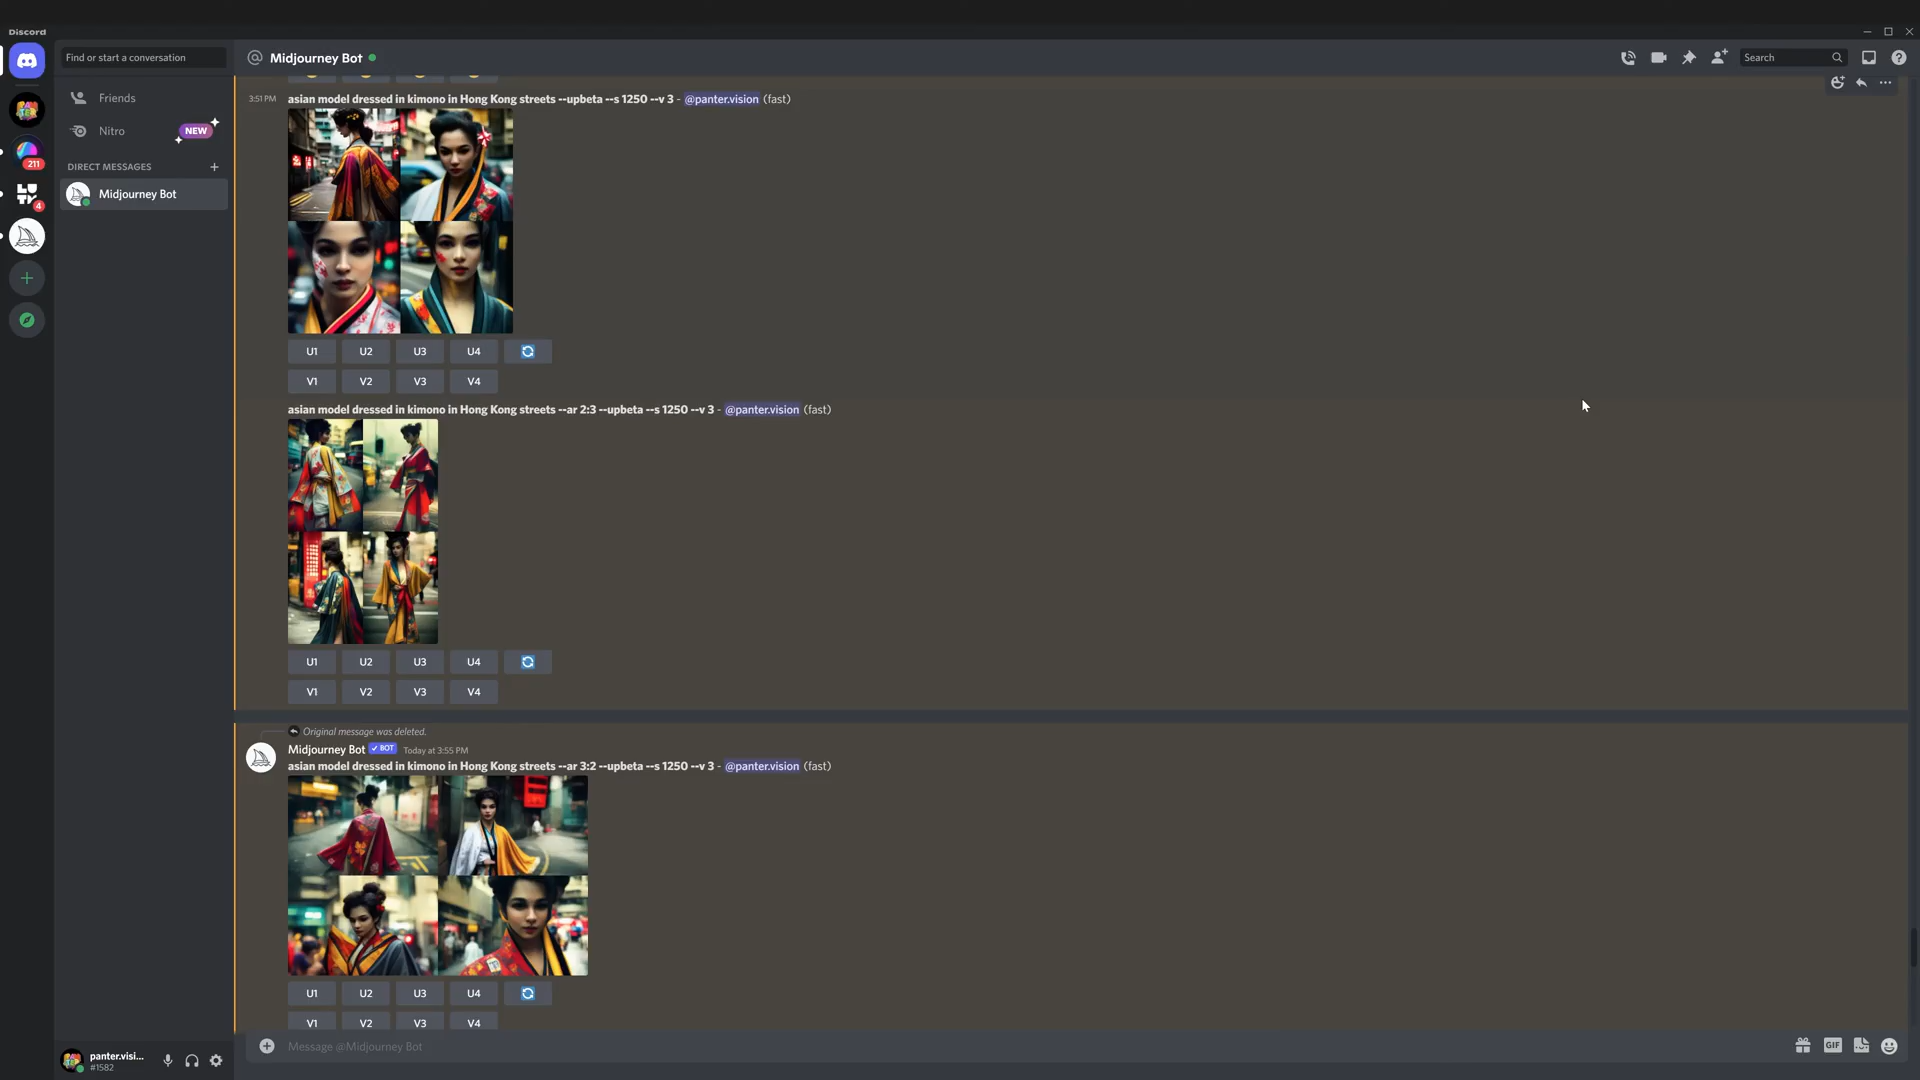 Discord
Find or start a conversation
Midjourney Bot
Search
Friends
Nitro
NEW
DIRECT MESSAGES
Midjourney Bot
211
4
3:51 PM
asian model dressed in kimono in Hong Kong streets --upbeta --s 1250 --v 3 - @panter.vision (fast)
U1 U2 U3 U4
V1 V2 V3 V4
asian model dressed in kimono in Hong Kong streets --ar 2:3 --upbeta --s 1250 --v 3 - @panter.vision (fast)
U1 U2 U3 U4
V1 V2 V3 V4
Original message was deleted.
Midjourney Bot ✓ BOT Today at 3:55 PM
asian model dressed in kimono in Hong Kong streets --ar 3:2 --upbeta --s 1250 --v 3 - @panter.vision (fast)
U1 U2 U3 U4
V1 V2 V3 V4
Message @Midjourney Bot
GIF
panter.visi...
#1582